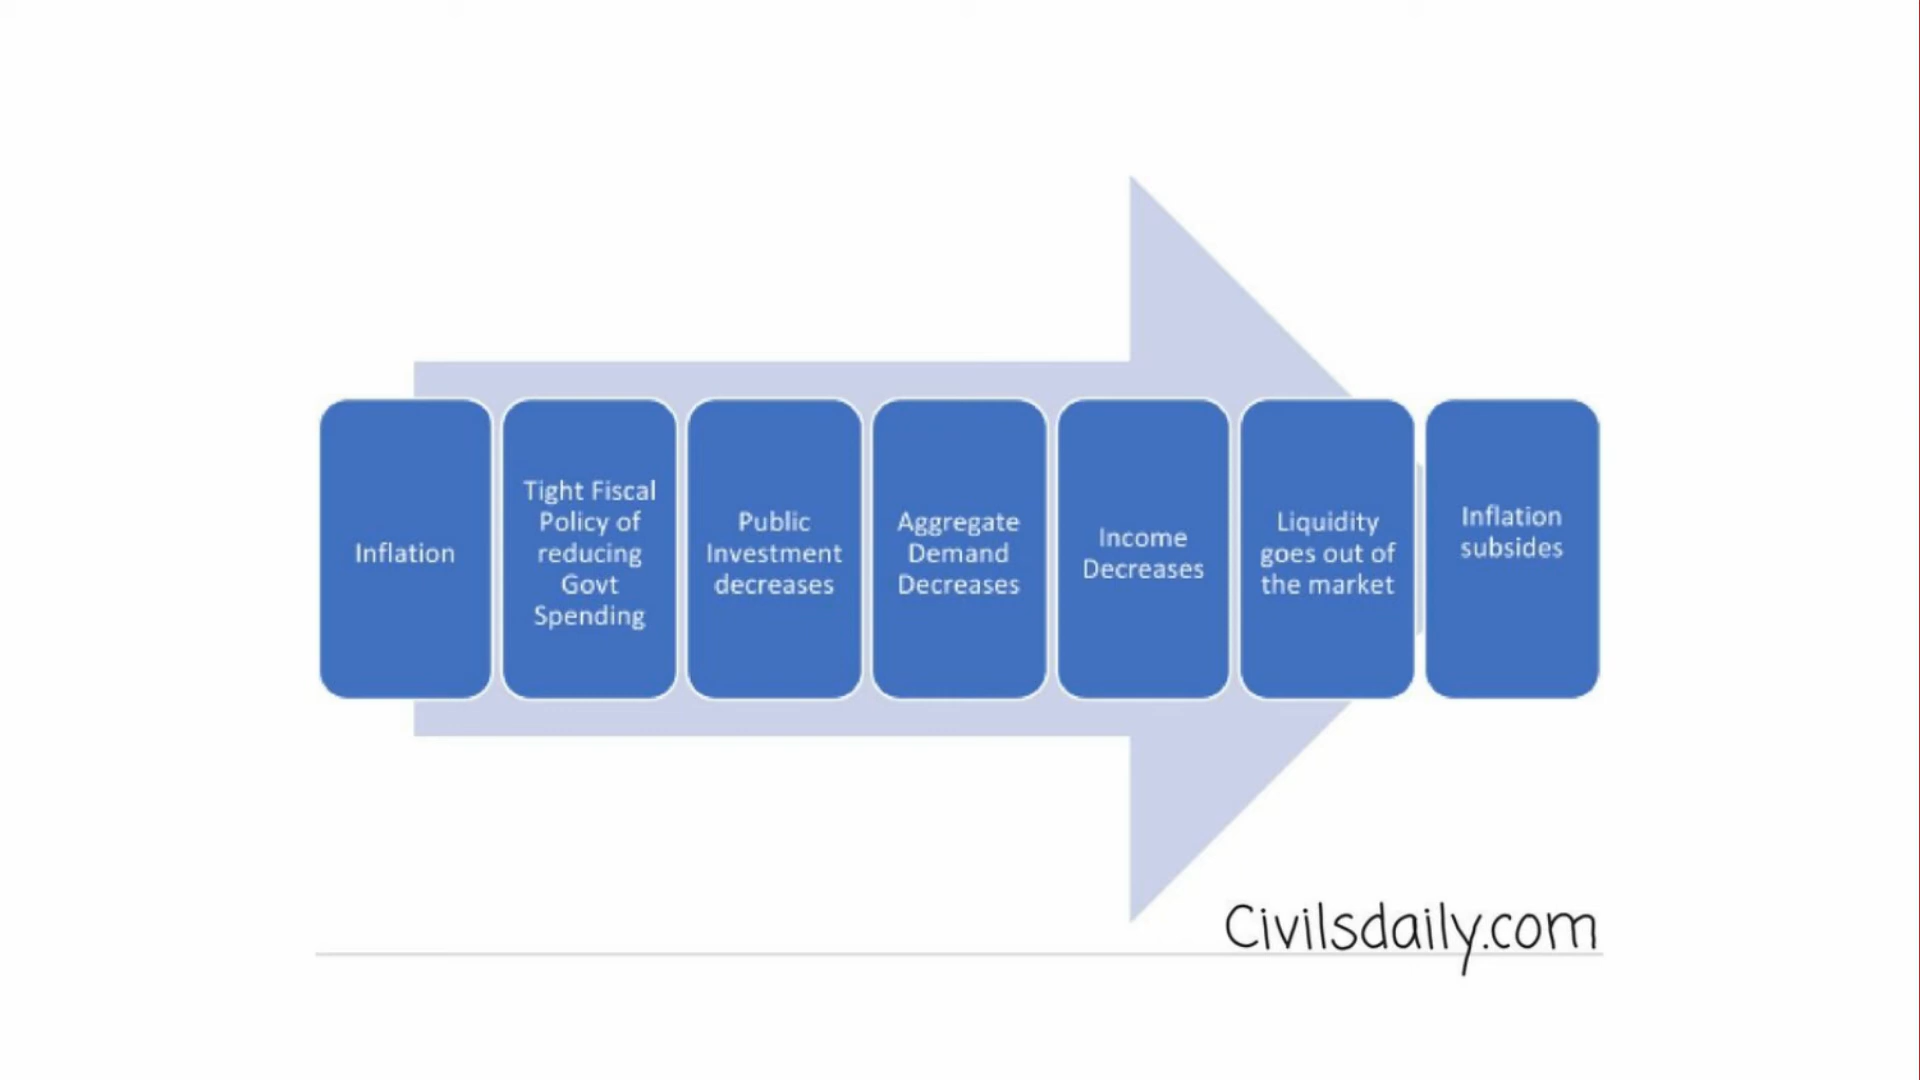 Inflation
Tight Fiscal
Policy of
reducing
Govt
Spending
Public
Investment
decreases
Aggregate
Demand
Decreases
Income
Decreases
Liquidity
goes out of
the market
Inflation
subsides
Civilsdaily.com